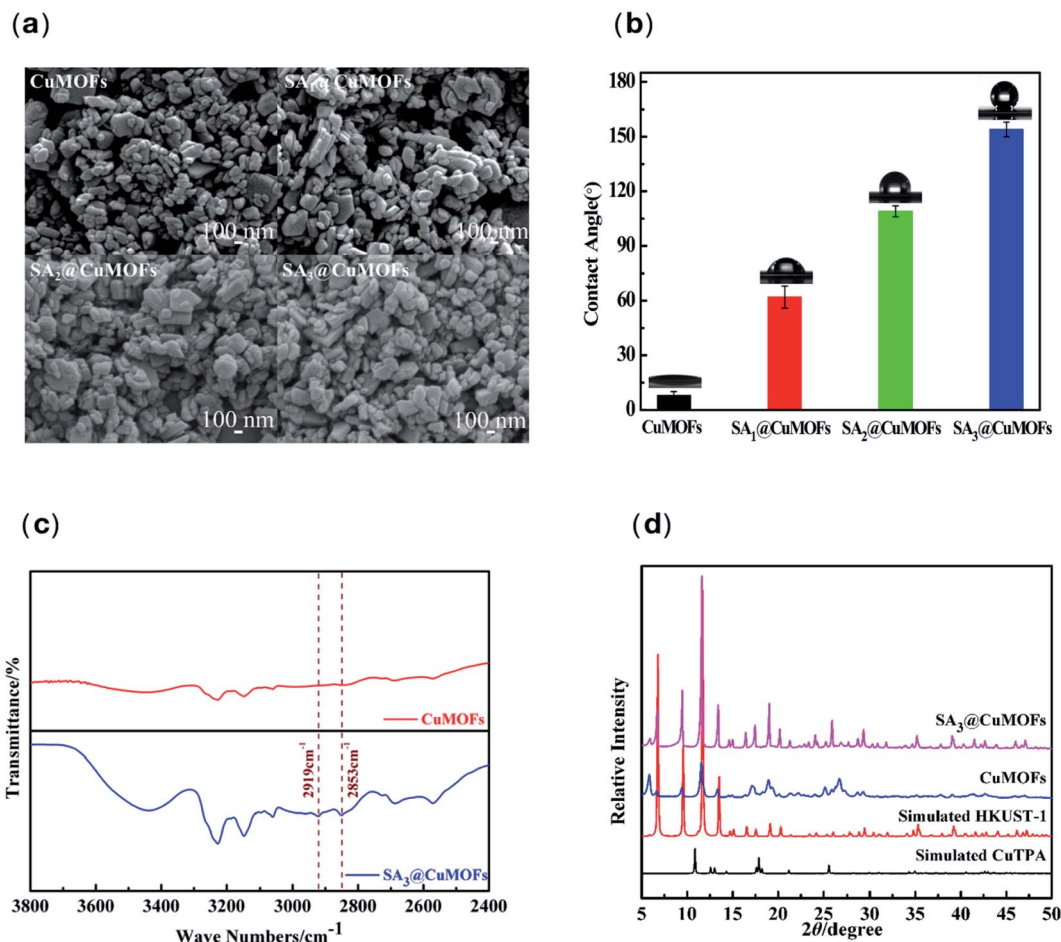 (a)
CuMOFs
SA₁@CuMOFs
100 nm
100 nm
SA₂@CuMOFs
SA₃@CuMOFs
100 nm
100 nm
(b)
Contact Angle(°)
180
150
120
90
60
30
0
CuMOFs
SA₁@CuMOFs
SA₂@CuMOFs
SA₃@CuMOFs
(c)
Transmittance/%
CuMOFs
2919cm⁻¹
2853cm⁻¹
SA₃@CuMOFs
3800 3600 3400 3200 3000 2800 2600 2400
Wave Numbers/cm⁻¹
(d)
Relative Intensity
SA₃@CuMOFs
CuMOFs
Simulated HKUST-1
Simulated CuTPA
5 10 15 20 25 30 35 40 45 50
2θ/degree